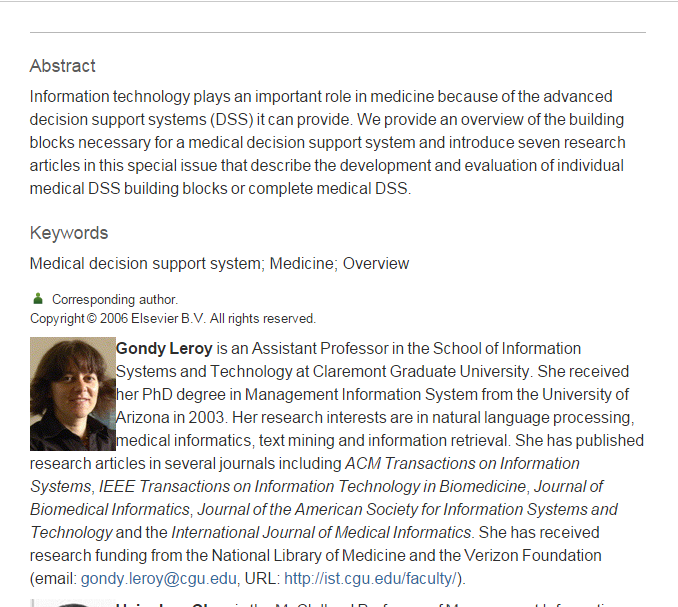 Abstract
Information technology plays an important role in medicine because of the advanced
decision support systems (DSS) it can provide. We provide an overview of the building
blocks necessary for a medical decision support system and introduce seven research
articles in this special issue that describe the development and evaluation of individual
medical DSS building blocks or complete medical DSS.
Keywords
Medical decision support system; Medicine; Overview
Corresponding author.
Copyright © 2006 Elsevier B.V. All rights reserved.
Gondy Leroy is an Assistant Professor in the School of Information
Systems and Technology at Claremont Graduate University. She received
her PhD degree in Management Information System from the University of
Arizona in 2003. Her research interests are in natural language processing,
medical informatics, text mining and information retrieval. She has published
research articles in several journals including ACM Transactions on Information
Systems, IEEE Transactions on Information Technology in Biomedicine, Journal of
Biomedical Informatics, Journal of the American Society for Information Systems and
Technology and the International Journal of Medical Informatics. She has received
research funding from the National Library of Medicine and the Verizon Foundation
(email: gondy.leroy@cgu.edu, URL: http://ist.cgu.edu/faculty/).